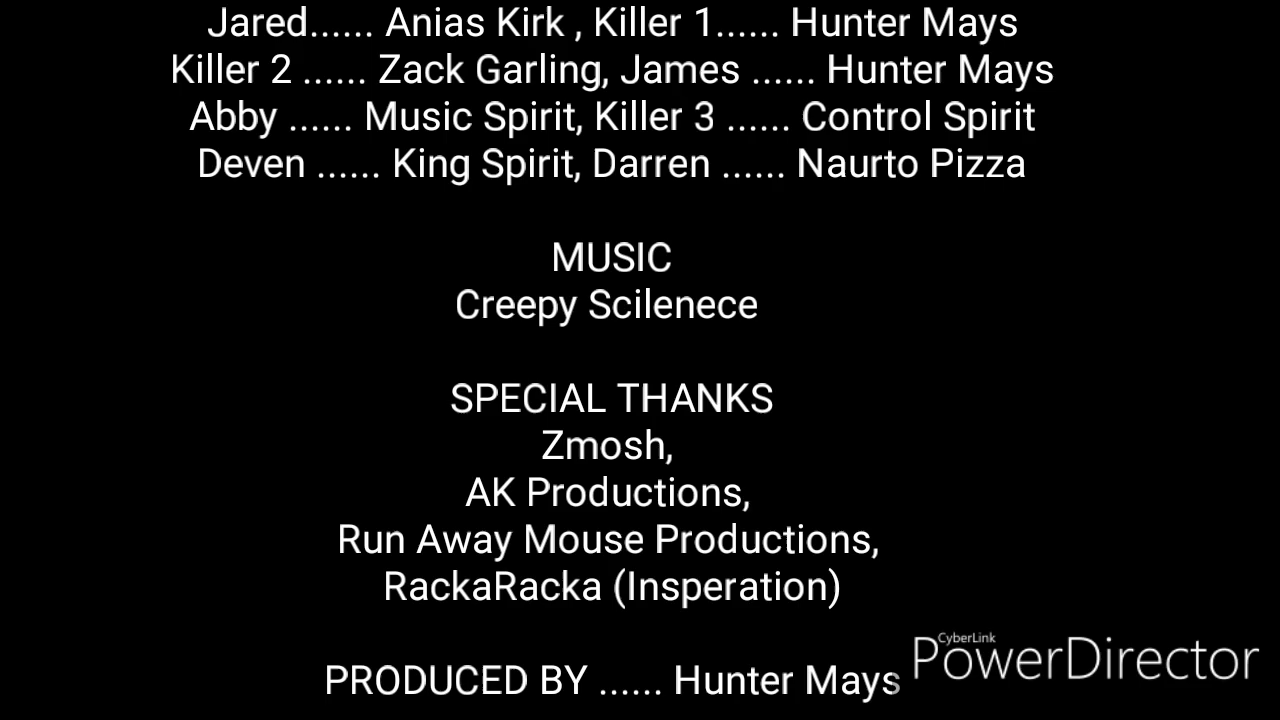 Jared...... Anias Kirk , Killer 1...... Hunter Mays
Killer 2 ...... Zack Garling, James ...... Hunter Mays
Abby ...... Music Spirit, Killer 3 ...... Control Spirit
Deven ...... King Spirit, Darren ...... Naurto Pizza
MUSIC
Creepy Scilenece
SPECIAL THANKS
Zmosh,
AK Productions,
Run Away Mouse Productions,
RackaRacka (Insperation)
PRODUCED BY ...... Hunter Mays
CyberLink
PowerDirector